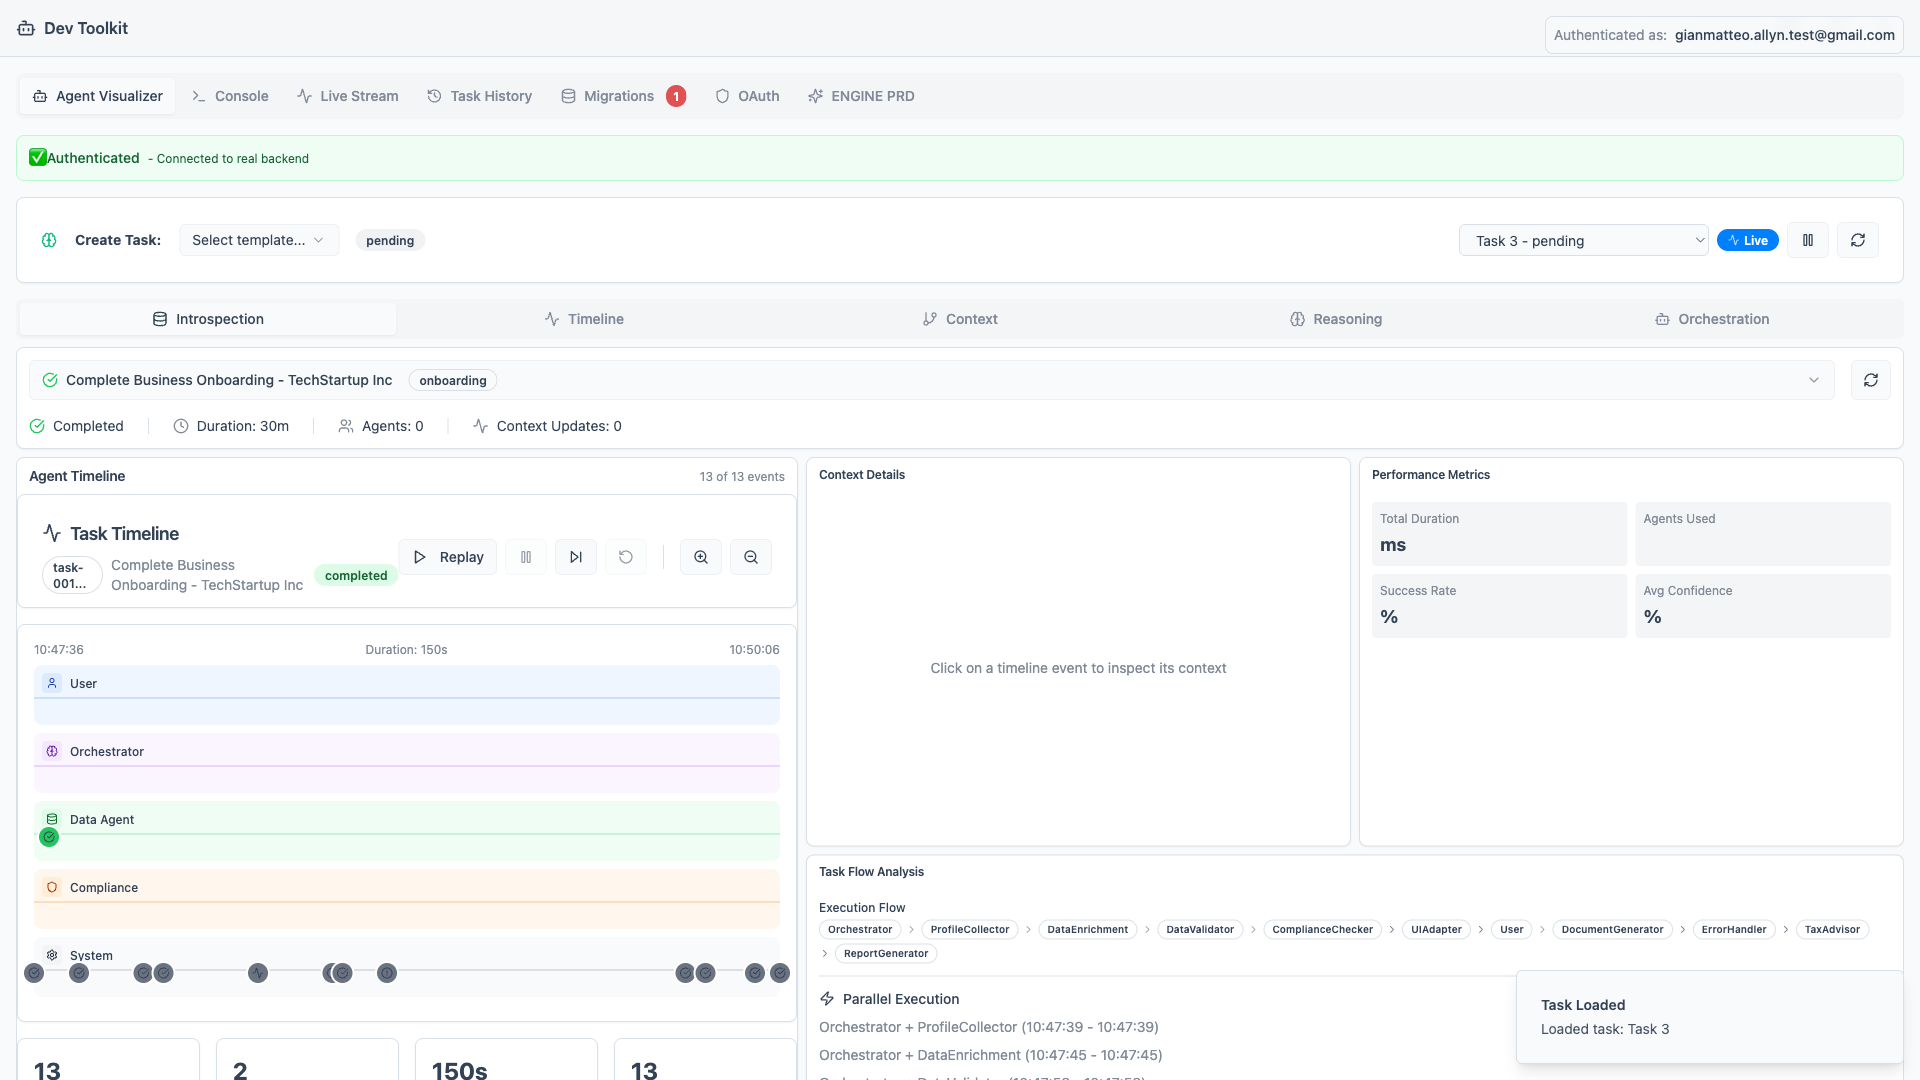 Dev Toolkit
Authenticated as: gianmatteo.allyn.test@gmail.com
Agent Visualizer
Console
Live Stream
Task History
Migrations 1
OAuth
ENGINE PRD
Authenticated - Connected to real backend
Create Task:
Select template...
pending
Task 3 - pending
Live
Introspection
Timeline
Context
Reasoning
Orchestration
Complete Business Onboarding - TechStartup Inc
onboarding
Completed
Duration: 30m
Agents: 0
Context Updates: 0
Agent Timeline
13 of 13 events
Task Timeline
task-
001...
Complete Business
Onboarding - TechStartup Inc
completed
Replay
10:47:36
Duration: 150s
10:50:06
User
Orchestrator
Data Agent
Compliance
System
13
2
150s
13
Context Details
Click on a timeline event to inspect its context
Performance Metrics
Total Duration
ms
Agents Used
Success Rate
%
Avg Confidence
%
Task Flow Analysis
Execution Flow
Orchestrator > ProfileCollector > DataEnrichment > DataValidator > ComplianceChecker > UIAdapter > User > DocumentGenerator > ErrorHandler > TaxAdvisor
> ReportGenerator
Parallel Execution
Orchestrator + ProfileCollector (10:47:39 - 10:47:39)
Orchestrator + DataEnrichment (10:47:45 - 10:47:45)
Task Loaded
Loaded task: Task 3